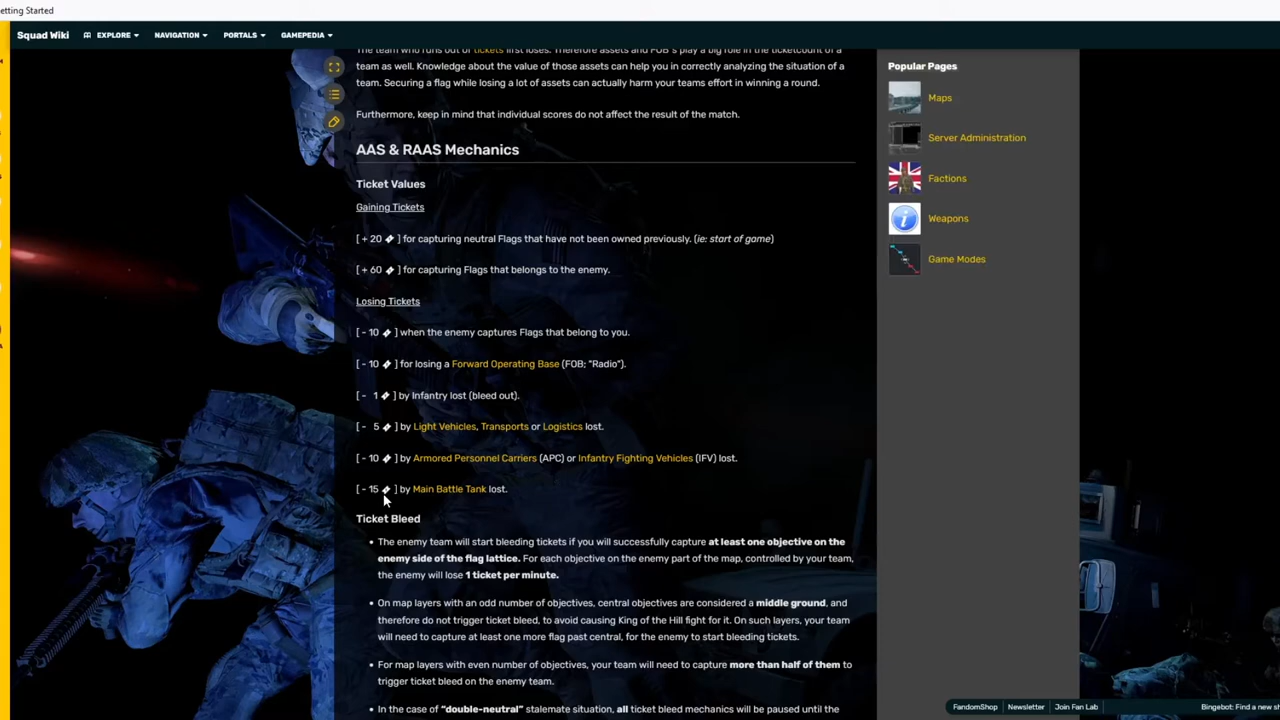 etting Started
Squad Wiki EXPLORE NAVIGATION PORTALS GAMEPEDIA
The team who runs out of tickets first loses. Therefore assets and FOB's play a big role in the ticketcount of a
team as well. Knowledge about the value of those assets can help you in correctly analyzing the situation of a
team. Securing a flag while losing a lot of assets can actually harm your teams effort in winning a round.
Furthermore, keep in mind that individual scores do not affect the result of the match.
AAS & RAAS Mechanics
Ticket Values
Gaining Tickets
[ + 20 ] for capturing neutral Flags that have not been owned previously. (ie: start of game)
[ + 60 ] for capturing Flags that belongs to the enemy.
Losing Tickets
[ - 10 ] when the enemy captures Flags that belong to you.
[ - 10 ] for losing a Forward Operating Base (FOB; "Radio").
[ - 1 ] by Infantry lost (bleed out).
[ - 5 ] by Light Vehicles, Transports or Logistics lost.
[ - 10 ] by Armored Personnel Carriers (APC) or Infantry Fighting Vehicles (IFV) lost.
[ - 15 ] by Main Battle Tank lost.
Ticket Bleed
• The enemy team will start bleeding tickets if you will successfully capture at least one objective on the
enemy side of the flag lattice. For each objective on the enemy part of the map, controlled by your team,
the enemy will lose 1 ticket per minute.
• On map layers with an odd number of objectives, central objectives are considered a middle ground, and
therefore do not trigger ticket bleed, to avoid causing King of the Hill fight for it. On such layers, your team
will need to capture at least one more flag past central, for the enemy to start bleeding tickets.
• For map layers with even number of objectives, your team will need to capture more than half of them to
trigger ticket bleed on the enemy team.
• In the case of "double-neutral" stalemate situation, all ticket bleed mechanics will be paused until the
Popular Pages
Maps
Server Administration
Factions
Weapons
Game Modes
FandomShop Newsletter Join Fan Lab Bingebot: Find a new s